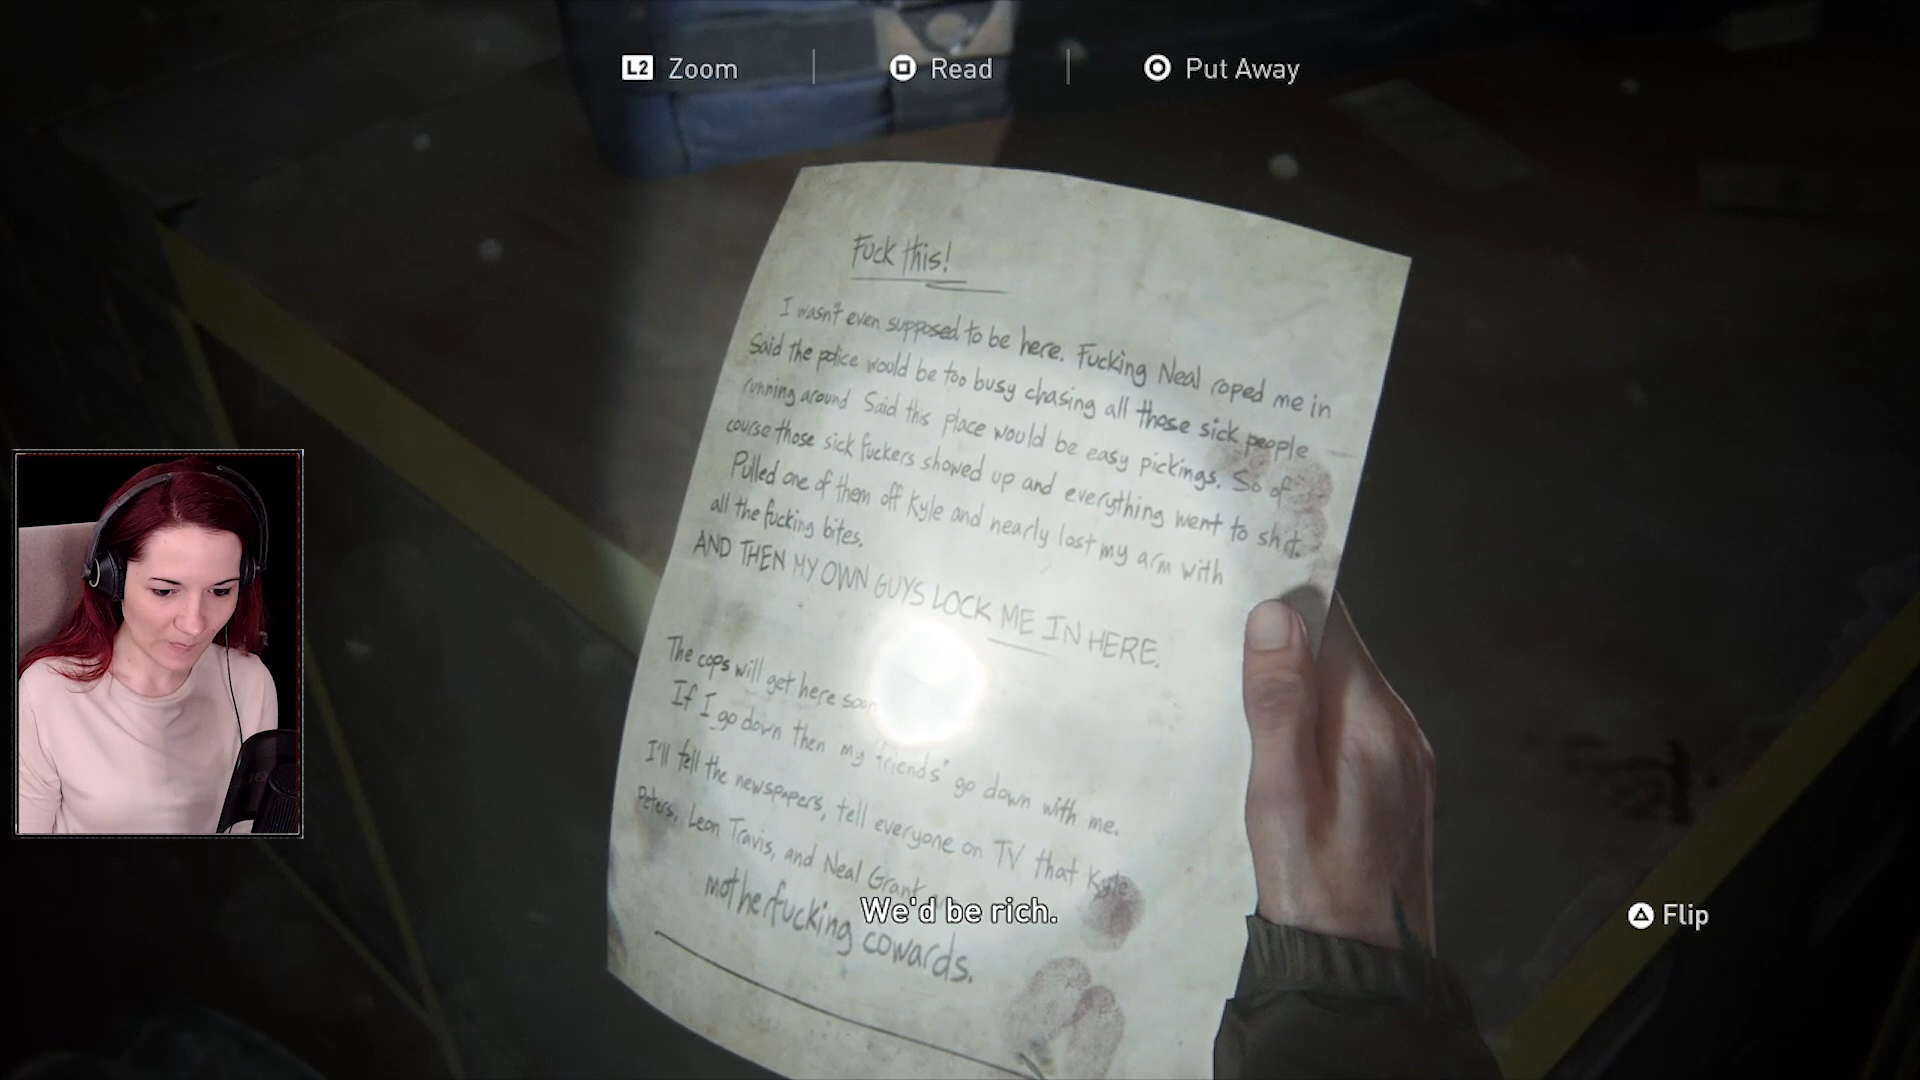 L2 Zoom
Read
Put Away
Fuck this!
I wasn't even supposed to be here. Fucking Neal roped me in
Said the police would be too busy chasing all those sick people
running around Said this place would be easy pickings. So of
course those sick fuckers showed up and everything went to shit.
Pulled one of them off Kyle and nearly lost my arm with
all the fucking bites.
AND THEN MY OWN GUYS LOCK ME IN HERE.
The cops will get here soon
If I go down then my "friends" go down with me.
I'll tell the newspapers, tell everyone on TV that Kyle
Peters, Leon Travis, and Neal Grant
motherfucking cowards.
We'd be rich.
Flip